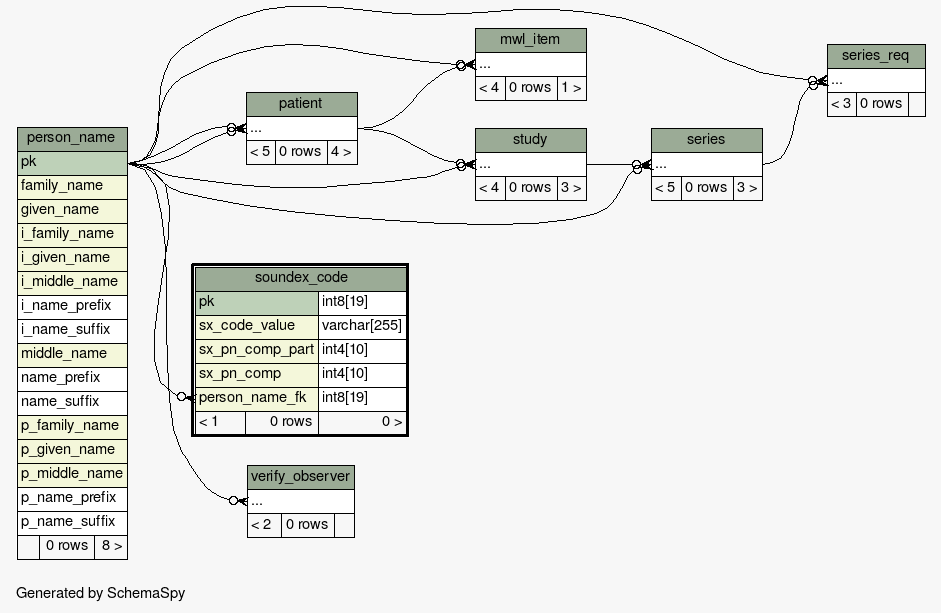 mwl_item
...
< 4 0 rows 1 >
series_req
...
< 3 0 rows
patient
...
< 5 0 rows 4 >
study
...
< 4 0 rows 3 >
series
...
< 5 0 rows 3 >
person_name
pk
family_name
given_name
i_family_name
i_given_name
i_middle_name
i_name_prefix
i_name_suffix
middle_name
name_prefix
name_suffix
p_family_name
p_given_name
p_middle_name
p_name_prefix
p_name_suffix
0 rows 8 >
soundex_code
pk int8[19]
sx_code_value varchar[255]
sx_pn_comp_part int4[10]
sx_pn_comp int4[10]
person_name_fk int8[19]
< 1 0 rows 0 >
verify_observer
...
< 2 0 rows
Generated by SchemaSpy